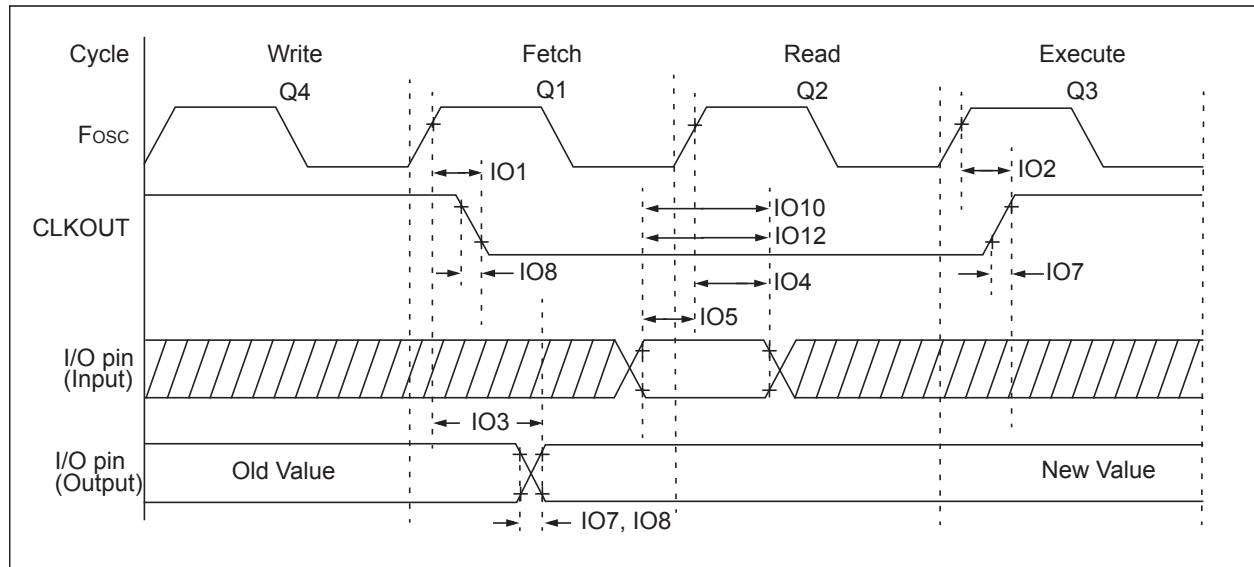 Cycle Write Fetch Read Execute
Q4 Q1 Q2 Q3
Fosc
IO1 IO2
CLKOUT
IO10
IO12
IO8 IO4 IO7
IO5
I/O pin
(Input)
IO3
I/O pin
(Output)
Old Value New Value
IO7, IO8